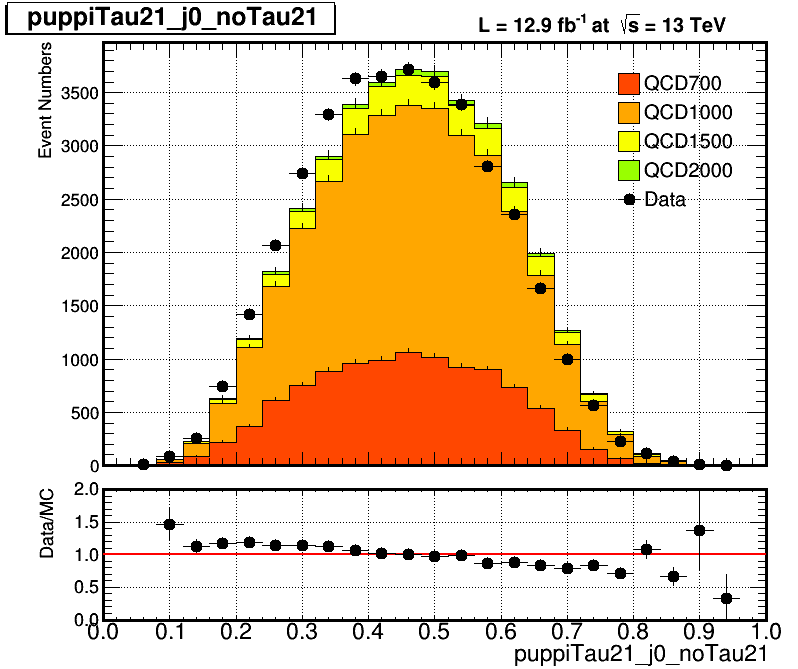 puppiTau21_j0_noTau21
L = 12.9 fb⁻¹ at √s = 13 TeV
Event Numbers
3500
3000
2500
2000
1500
1000
500
0
QCD700
QCD1000
QCD1500
QCD2000
Data
Data/MC
2.0
1.5
1.0
0.5
0.0
0.0 0.1 0.2 0.3 0.4 0.5 0.6 0.7 0.8 0.9 1.0
puppiTau21_j0_noTau21